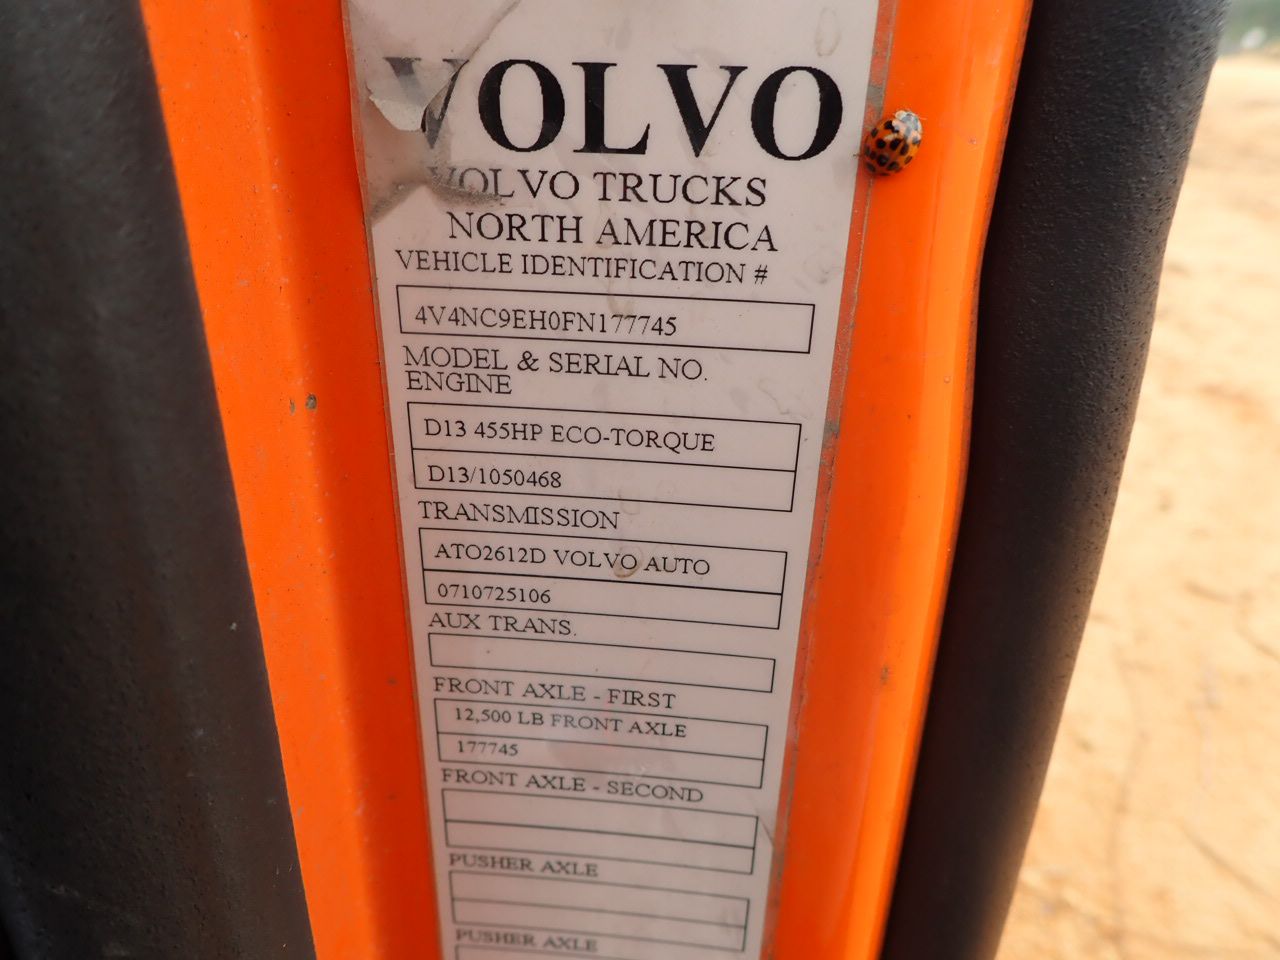 VOLVO
VOLVO TRUCKS
NORTH AMERICA
VEHICLE IDENTIFICATION #
4V4NC9EH0FN177745
MODEL & SERIAL NO.
ENGINE
D13 455HP ECO-TORQUE
D13/1050468
TRANSMISSION
ATO2612D VOLVO AUTO
0710725106
AUX TRANS.
FRONT AXLE - FIRST
12,500 LB FRONT AXLE
177745
FRONT AXLE - SECOND
PUSHER AXLE
PUSHER AXLE